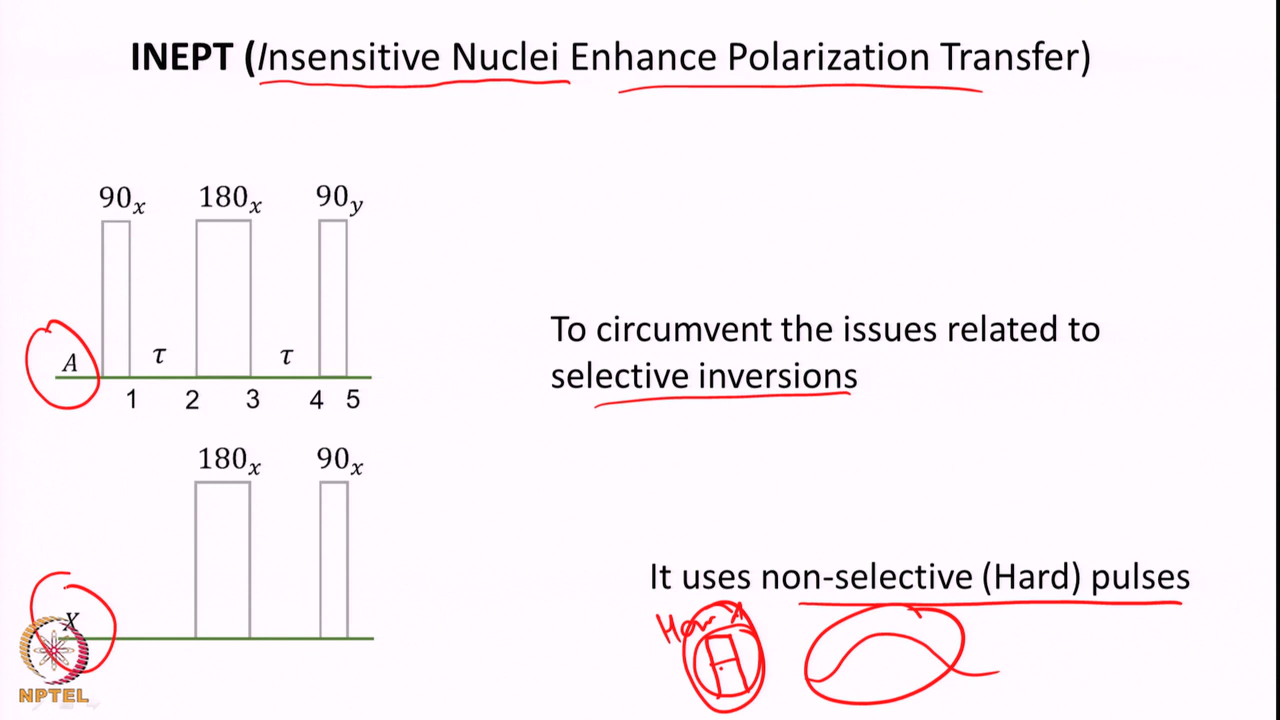 INEPT (Insensitive Nuclei Enhance Polarization Transfer)
90x 180x 90y
A τ τ
1 2 3 4 5
To circumvent the issues related to
selective inversions
180x 90x
X
It uses non-selective (Hard) pulses
NPTEL